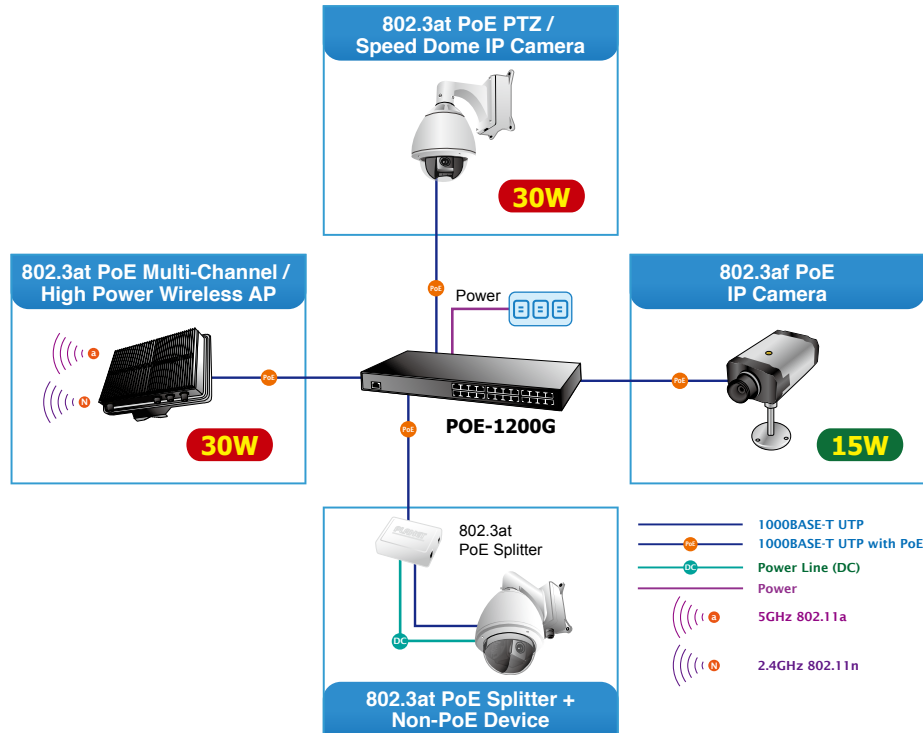 802.3at PoE PTZ /
Speed Dome IP Camera
30W
802.3at PoE Multi-Channel /
High Power Wireless AP
a
N
30W
PoE
PoE
Power
POE-1200G
PoE
802.3af PoE
IP Camera
15W
PoE
802.3at
PoE Splitter
PLANET
DC
802.3at PoE Splitter +
Non-PoE Device
1000BASE-T UTP
PoE
1000BASE-T UTP with PoE
DC
Power Line (DC)
Power
a
5GHz 802.11a
N
2.4GHz 802.11n